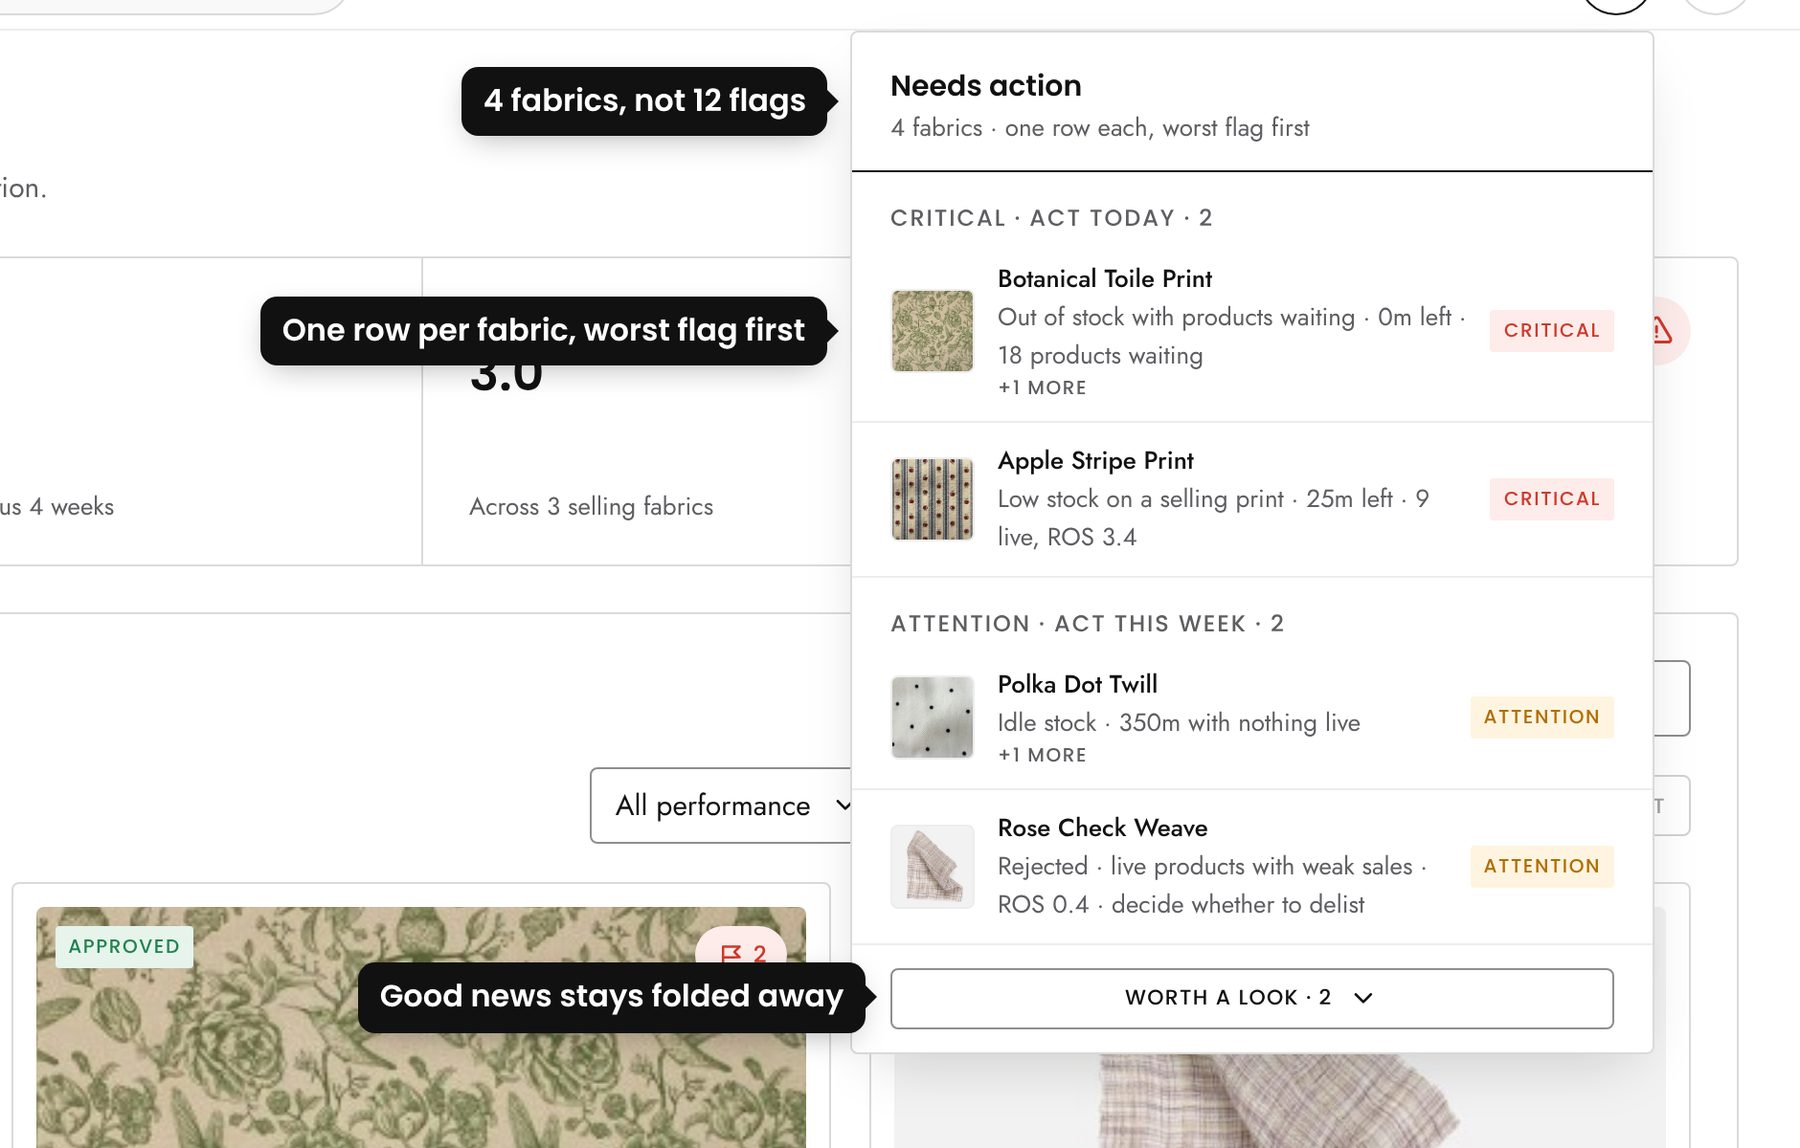 4 fabrics, not 12 flags
Needs action
4 fabrics · one row each, worst flag first
tion.
CRITICAL · ACT TODAY · 2
One row per fabric, worst flag first
3.0
Across 3 selling fabrics
us 4 weeks
Botanical Toile Print
Out of stock with products waiting · 0m left ·
18 products waiting
+1 MORE
CRITICAL
Apple Stripe Print
Low stock on a selling print · 25m left · 9
live, ROS 3.4
CRITICAL
ATTENTION · ACT THIS WEEK · 2
Polka Dot Twill
Idle stock · 350m with nothing live
+1 MORE
ATTENTION
All performance
T
Rose Check Weave
Rejected · live products with weak sales ·
ROS 0.4 · decide whether to delist
ATTENTION
APPROVED
2
Good news stays folded away
WORTH A LOOK · 2